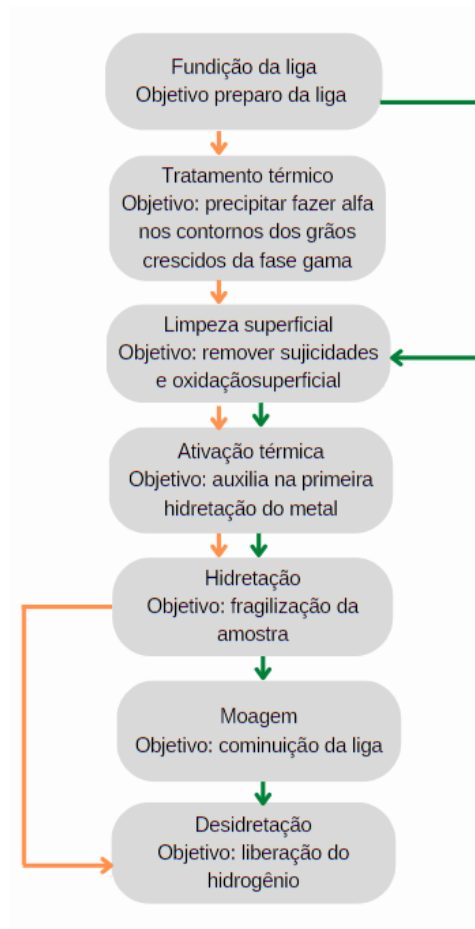 Fundição da liga
Objetivo preparo da liga
Tratamento térmico
Objetivo: precipitar fazer alfa
nos contornos dos grãos
crescidos da fase gama
Limpeza superficial
Objetivo: remover sujicidades
e oxidaçãosuperficial
Ativação térmica
Objetivo: auxilia na primeira
hidretação do metal
Hidretação
Objetivo: fragilização da
amostra
Moagem
Objetivo: cominuição da liga
Desidretação
Objetivo: liberação do
hidrogênio